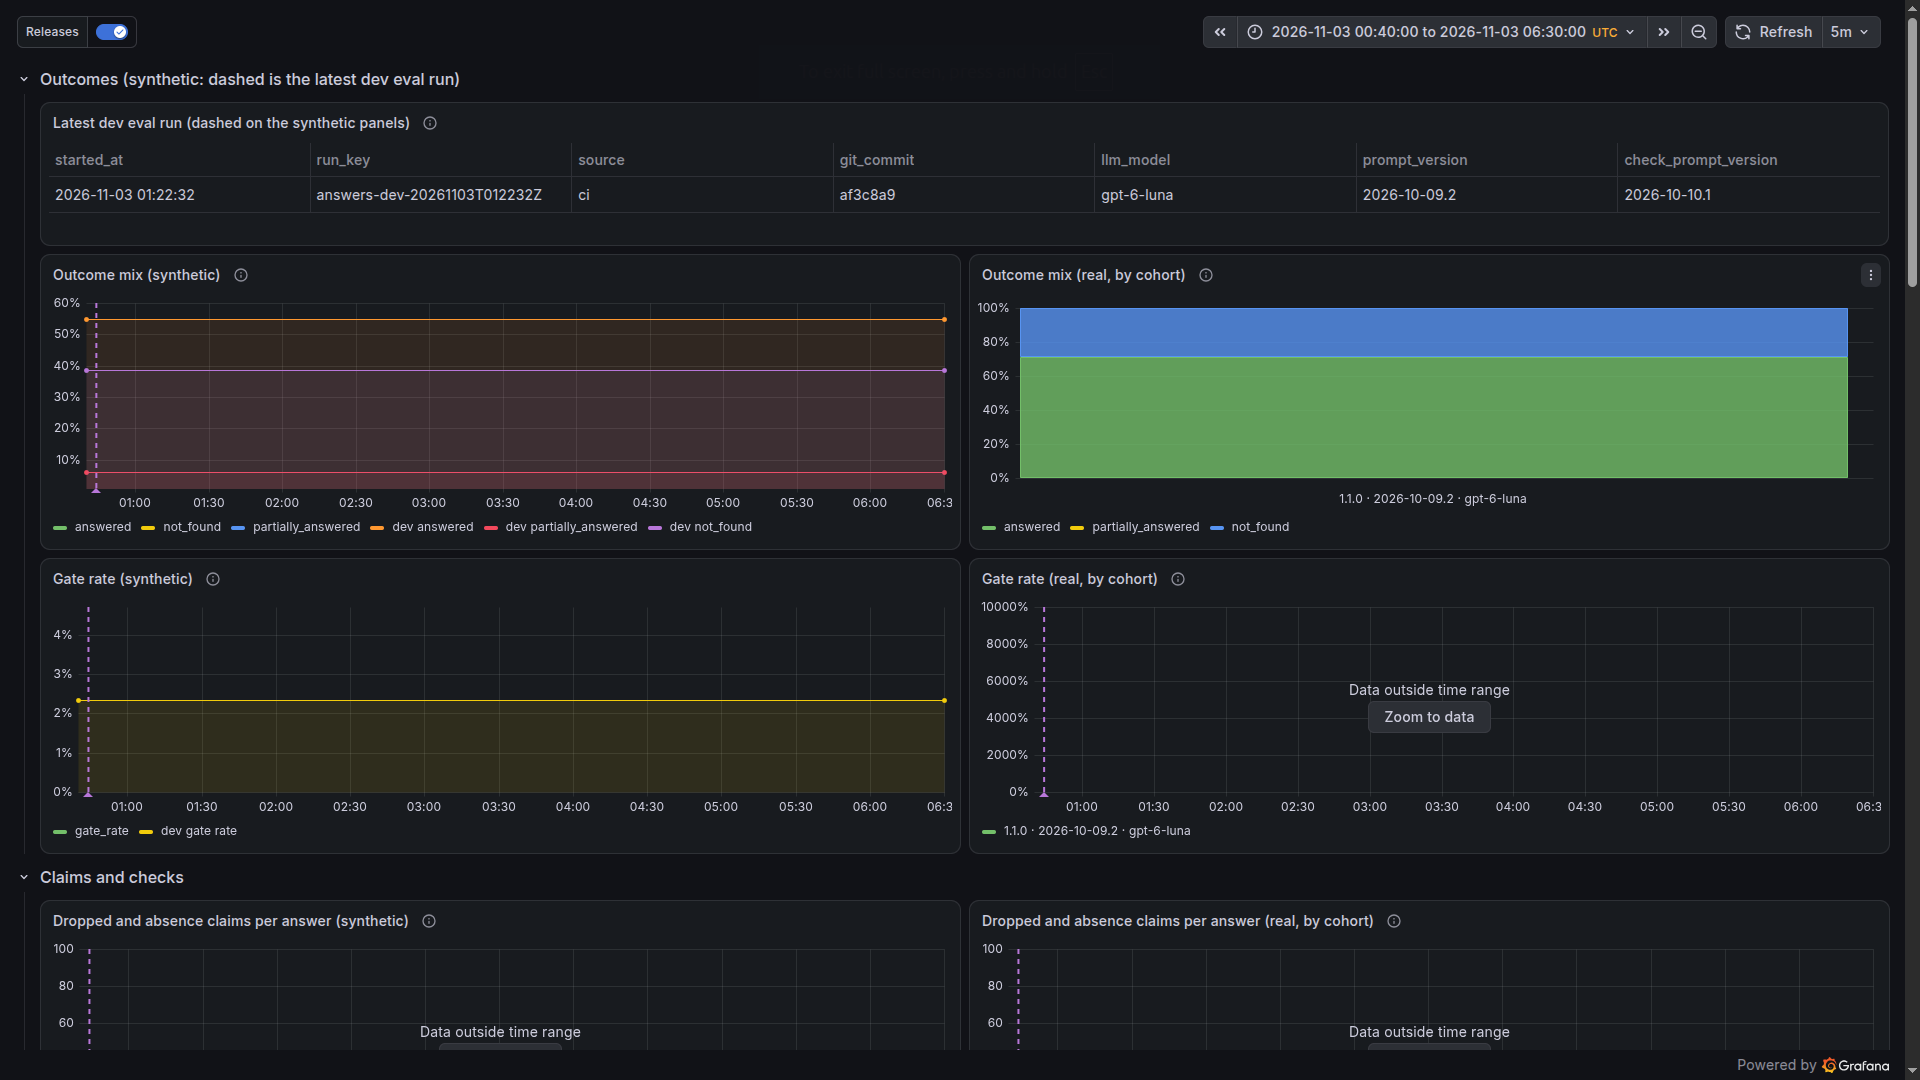 Releases
2026-11-03 00:40:00 to 2026-11-03 06:30:00 UTC
Refresh 5m
Outcomes (synthetic: dashed is the latest dev eval run)
Latest dev eval run (dashed on the synthetic panels)
started_at run_key source git_commit llm_model prompt_version check_prompt_version
2026-11-03 01:22:32 answers-dev-20261103T012232Z ci af3c8a9 gpt-6-luna 2026-10-09.2 2026-10-10.1
Outcome mix (synthetic)
60%
50%
40%
30%
20%
10%
01:00 01:30 02:00 02:30 03:00 03:30 04:00 04:30 05:00 05:30 06:00 06:3
answered not_found partially_answered dev answered dev partially_answered dev not_found
Outcome mix (real, by cohort)
100%
80%
60%
40%
20%
0%
1.1.0 · 2026-10-09.2 · gpt-6-luna
answered partially_answered not_found
Gate rate (synthetic)
4%
3%
2%
1%
0%
01:00 01:30 02:00 02:30 03:00 03:30 04:00 04:30 05:00 05:30 06:00 06:3
gate_rate dev gate rate
Gate rate (real, by cohort)
10000%
8000%
6000%
4000%
2000%
0%
Data outside time range
Zoom to data
01:00 01:30 02:00 02:30 03:00 03:30 04:00 04:30 05:00 05:30 06:00 06:3
1.1.0 · 2026-10-09.2 · gpt-6-luna
Claims and checks
Dropped and absence claims per answer (synthetic)
100
80
60
Data outside time range
Dropped and absence claims per answer (real, by cohort)
100
80
60
Data outside time range
Powered by Grafana